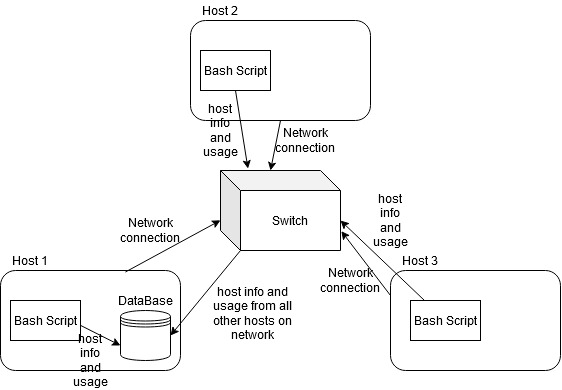 Host 2
Bash Script
host
info
and
usage
Network
connection
Switch
host
info
and
usage
Network
connection
Host 1
Network
connection
Host 3
Bash Script
DataBase
host
info
and
usage
host info and
usage from all
other hosts on
network
Bash Script